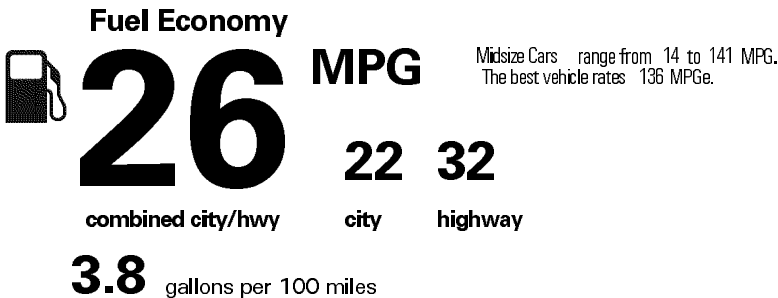 Fuel Economy
26 MPG
Midsize Cars range from 14 to 141 MPG.
The best vehicle rates 136 MPGe.
22 32
combined city/hwy city highway
3.8 gallons per 100 miles